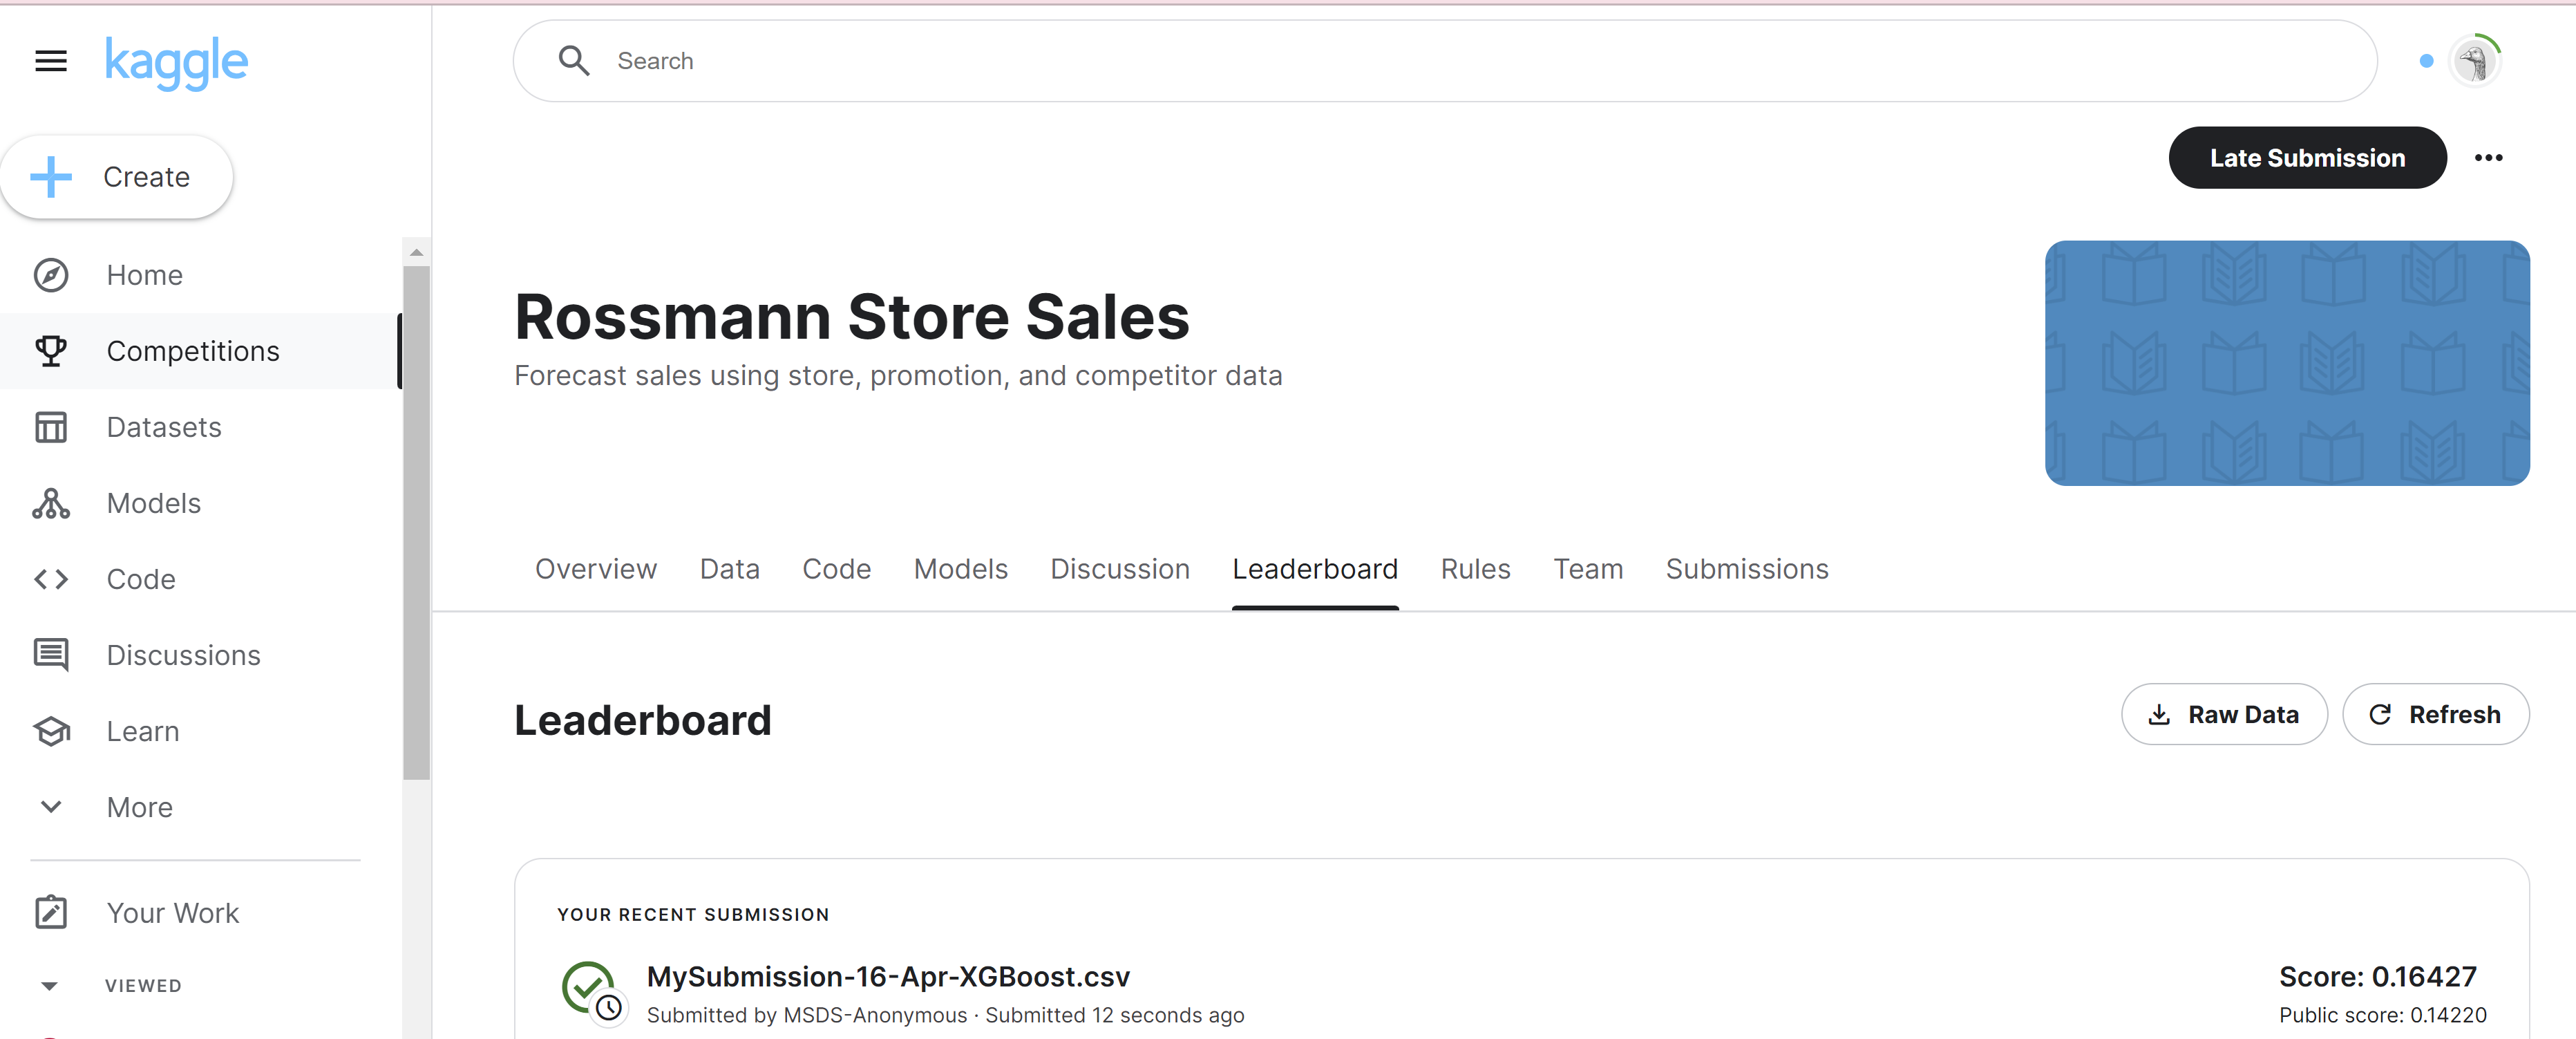 kaggle
Search
Create
Late Submission
Home
Competitions
Datasets
Models
Code
Discussions
Learn
More
Your Work
VIEWED
Rossmann Store Sales
Forecast sales using store, promotion, and competitor data
Overview Data Code Models Discussion Leaderboard Rules Team Submissions
Leaderboard
Raw Data Refresh
YOUR RECENT SUBMISSION
MySubmission-16-Apr-XGBoost.csv
Score: 0.16427
Submitted by MSDS-Anonymous · Submitted 12 seconds ago
Public score: 0.14220